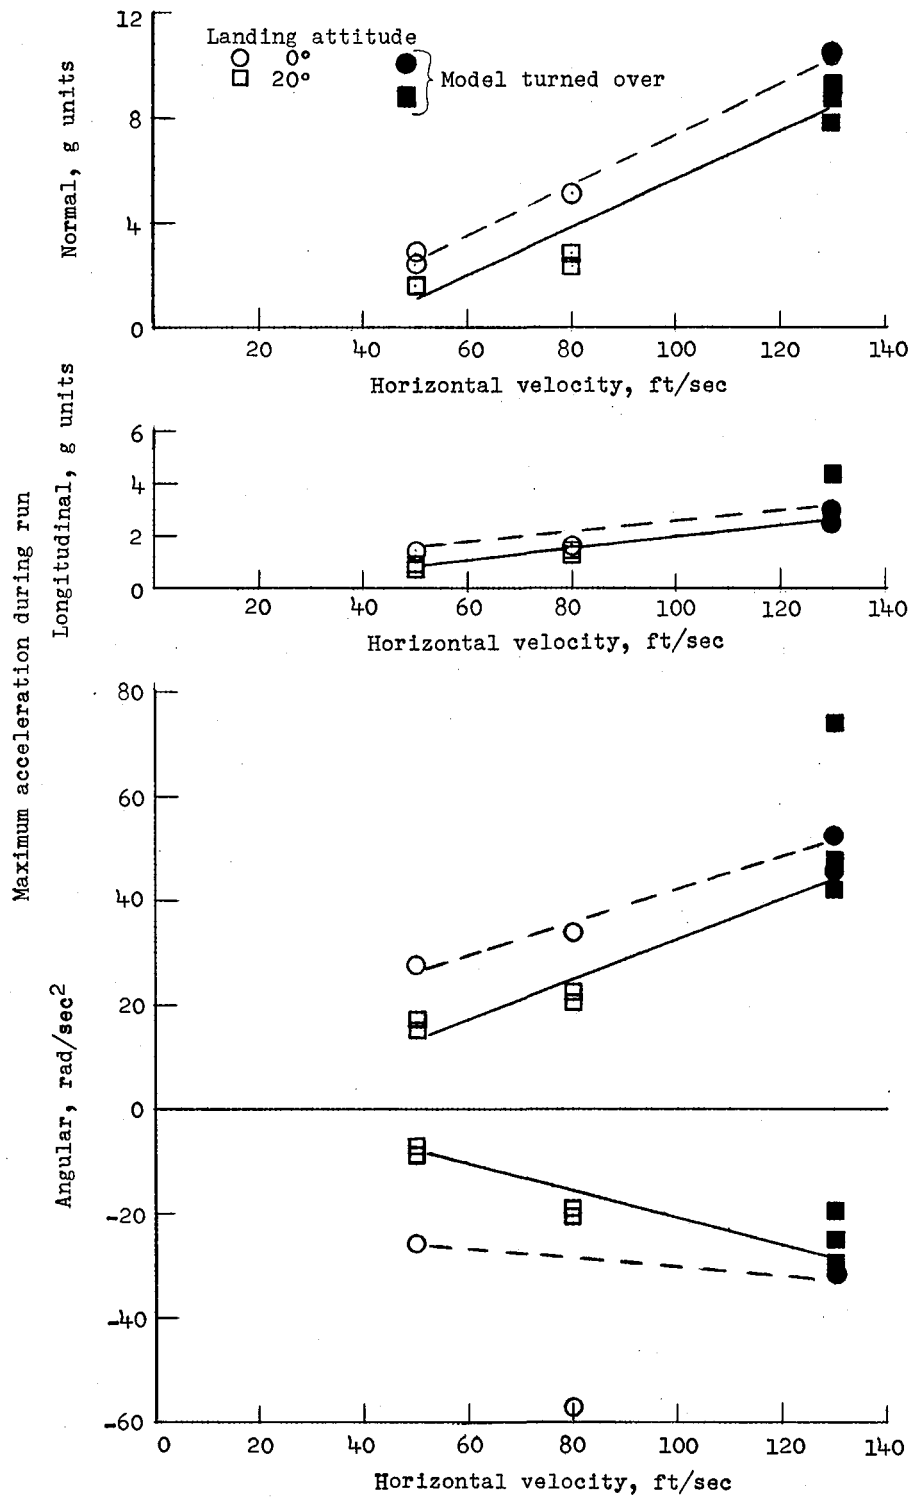 Maximum acceleration during run
Normal, g units
12
8
4
0
Landing attitude
0°
20°
Model turned over
20 40 60 80 100 120 140
Horizontal velocity, ft/sec
Longitudinal, g units
6
4
2
0
20 40 60 80 100 120 140
Horizontal velocity, ft/sec
Angular, rad/sec²
80
60
40
20
0
-20
-40
-60
0 20 40 60 80 100 120 140
Horizontal velocity, ft/sec